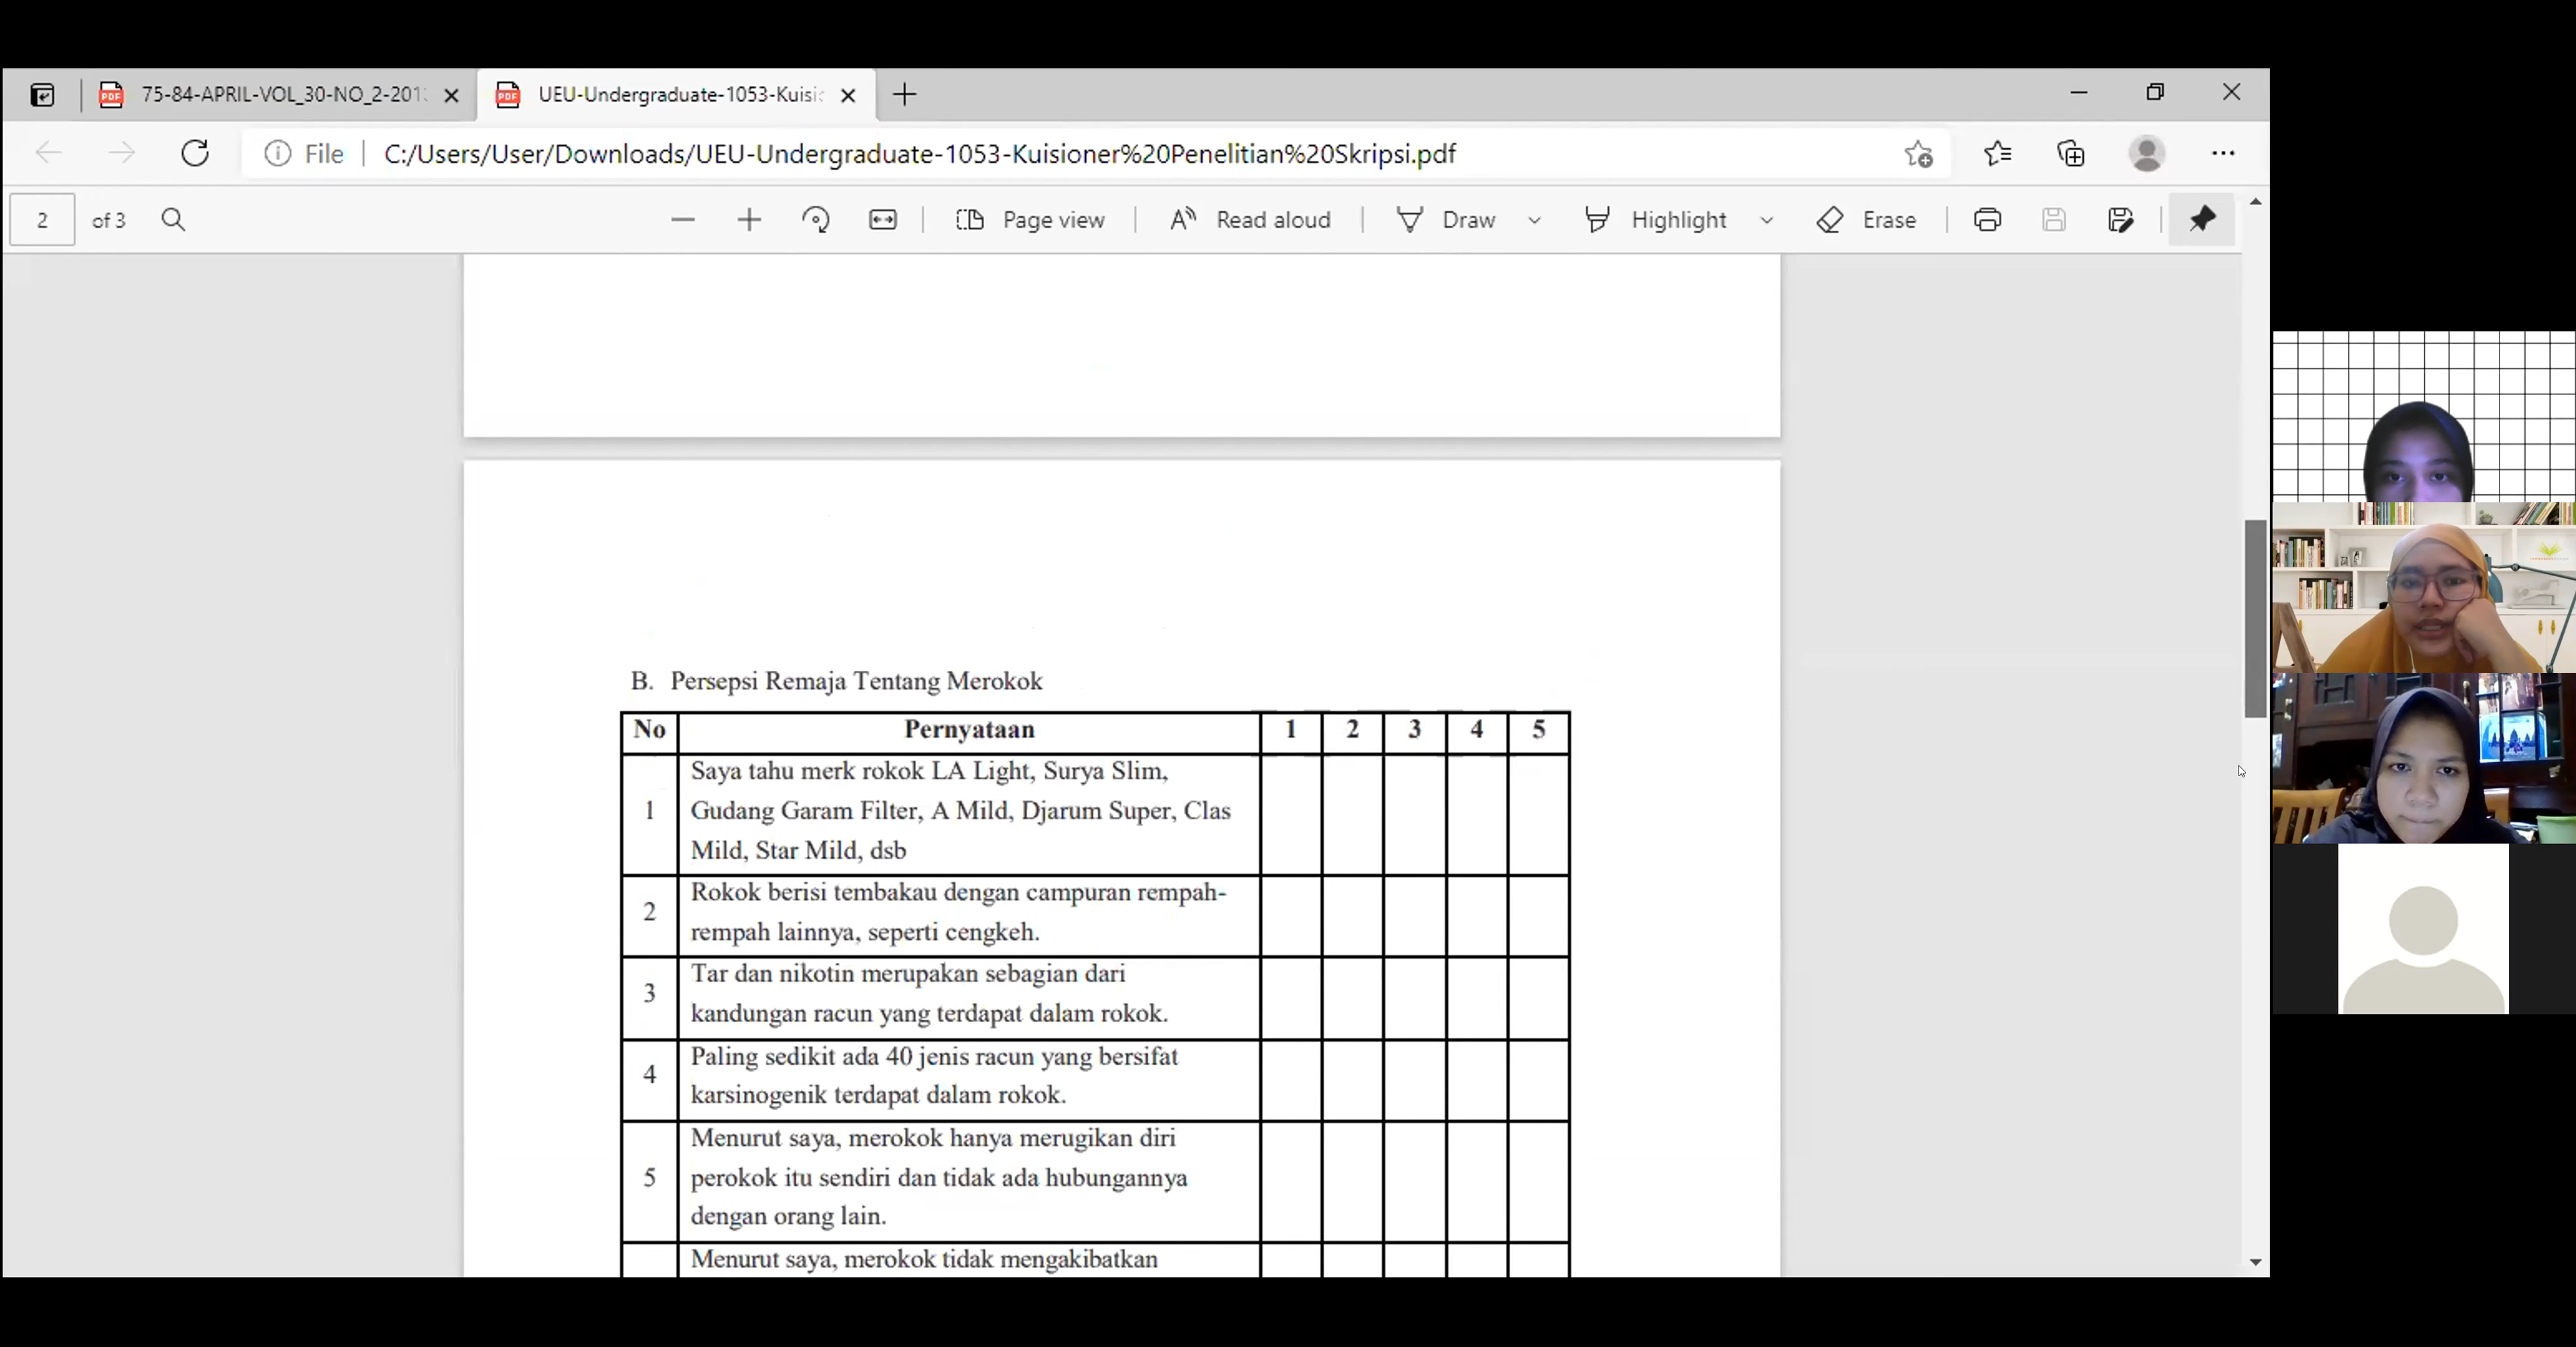 75-84-APRIL-VOL_30-NO_2-201
UEU-Undergraduate-1053-Kuisi
File
C:/Users/User/Downloads/UEU-Undergraduate-1053-Kuisioner%20Penelitian%20Skripsi.pdf
2 of 3
Page view
Read aloud
Draw
Highlight
Erase
B. Persepsi Remaja Tentang Merokok
No Pernyataan 1 2 3 4 5
Saya tahu merk rokok LA Light, Surya Slim,
1 Gudang Garam Filter, A Mild, Djarum Super, Clas
Mild, Star Mild, dsb
2 Rokok berisi tembakau dengan campuran rempah-
rempah lainnya, seperti cengkeh.
3 Tar dan nikotin merupakan sebagian dari
kandungan racun yang terdapat dalam rokok.
4 Paling sedikit ada 40 jenis racun yang bersifat
karsinogenik terdapat dalam rokok.
Menurut saya, merokok hanya merugikan diri
5 perokok itu sendiri dan tidak ada hubungannya
dengan orang lain.
Menurut saya, merokok tidak mengakibatkan